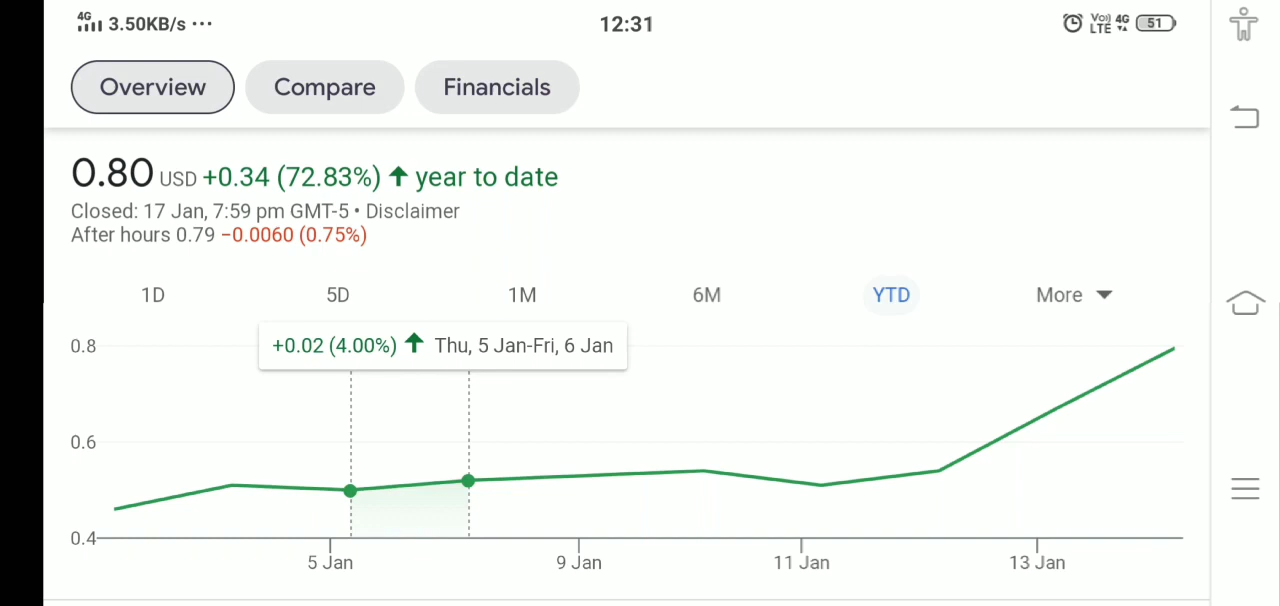 4G 3.50KB/s ··· 12:31 Vo)) LTE 4G 51
Overview Compare Financials
0.80 USD +0.34 (72.83%) ↑ year to date
Closed: 17 Jan, 7:59 pm GMT-5 • Disclaimer
After hours 0.79 −0.0060 (0.75%)
1D 5D 1M 6M YTD More
+0.02 (4.00%) ↑ Thu, 5 Jan-Fri, 6 Jan
0.8
0.6
0.4
5 Jan 9 Jan 11 Jan 13 Jan